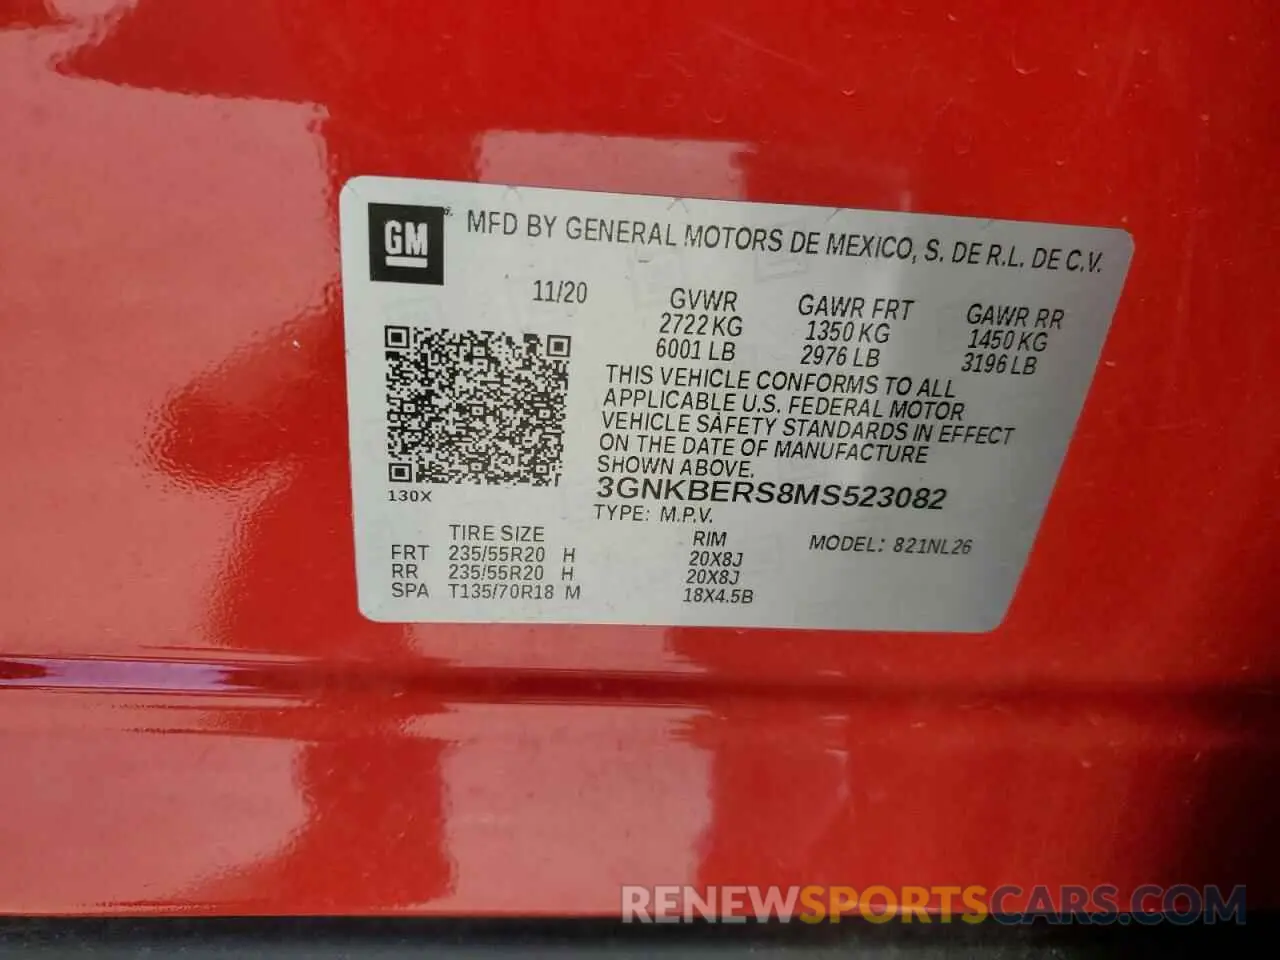 GM
MFD BY GENERAL MOTORS DE MEXICO, S. DE R.L. DE C.V.
11/20
GVWR
2722 KG
6001 LB
GAWR FRT
1350 KG
2976 LB
GAWR RR
1450 KG
3196 LB
THIS VEHICLE CONFORMS TO ALL
APPLICABLE U.S. FEDERAL MOTOR
VEHICLE SAFETY STANDARDS IN EFFECT
ON THE DATE OF MANUFACTURE
SHOWN ABOVE.
3GNKBERS8MS523082
130X
TYPE: M.P.V.
MODEL: 821NL26
TIRE SIZE RIM
FRT 235/55R20 H 20X8J
RR 235/55R20 H 20X8J
SPA T135/70R18 M 18X4.5B
RENEWSPORTSCARS.COM